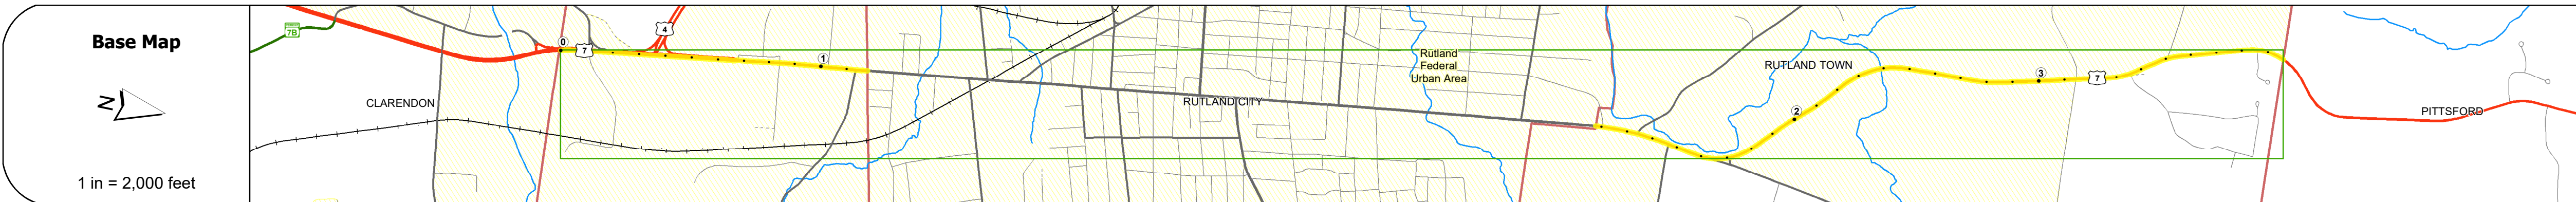 Base Map
N
1 in = 2,000 feet
7B
CLARENDON
0
7
4
1
RUTLAND CITY
Rutland
Federal
Urban Area
RUTLAND TOWN
2
3
7
PITTSFORD